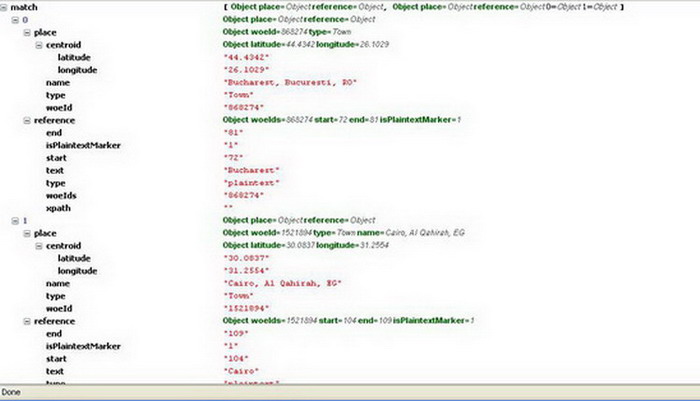 match [ Object place=Object reference=Object, Object place=Object reference=Object 0=Object 1=Object ]
0 Object place=Object reference=Object
place Object woeId=868274 type=Town
centroid Object latitude=44.4342 longitude=26.1029
latitude "44.4342"
longitude "26.1029"
name "Bucharest, Bucuresti, RO"
type "Town"
woeId "868274"
reference Object woeIds=868274 start=72 end=81 isPlaintextMarker=1
end "81"
isPlaintextMarker "1"
start "72"
text "Bucharest"
type "plaintext"
woeIds "868274"
xpath ""
1 Object place=Object reference=Object
place Object woeId=1521894 type=Town name=Cairo, Al Qahirah, EG
centroid Object latitude=30.0837 longitude=31.2554
latitude "30.0837"
longitude "31.2554"
name "Cairo, Al Qahirah, EG"
type "Town"
woeId "1521894"
reference Object woeIds=1521894 start=104 end=109 isPlaintextMarker=1
end "109"
isPlaintextMarker "1"
start "104"
text "Cairo"
type "plaintext"
Done